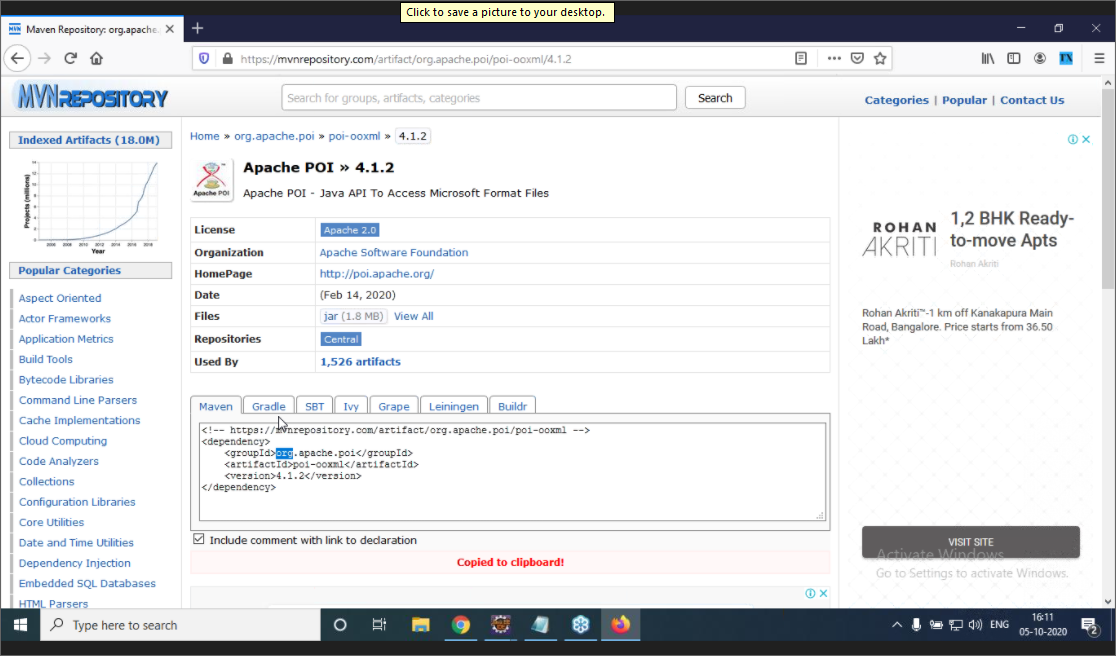 Click to save a picture to your desktop.
Maven Repository: org.apache.
https://mvnrepository.com/artifact/org.apache.poi/poi-ooxml/4.1.2
MVNREPOSITORY
Search for groups, artifacts, categories
Search
Categories | Popular | Contact Us
Indexed Artifacts (18.0M)
Projects (millions)
Year
Popular Categories
Aspect Oriented
Actor Frameworks
Application Metrics
Build Tools
Bytecode Libraries
Command Line Parsers
Cache Implementations
Cloud Computing
Code Analyzers
Collections
Configuration Libraries
Core Utilities
Date and Time Utilities
Dependency Injection
Embedded SQL Databases
HTML Parsers
Home » org.apache.poi » poi-ooxml » 4.1.2
Apache POI
Apache POI » 4.1.2
Apache POI - Java API To Access Microsoft Format Files
License Apache 2.0
Organization Apache Software Foundation
HomePage http://poi.apache.org/
Date (Feb 14, 2020)
Files jar (1.8 MB) View All
Repositories Central
Used By 1,526 artifacts
Maven Gradle SBT Ivy Grape Leiningen Buildr
<!-- https://mvnrepository.com/artifact/org.apache.poi/poi-ooxml -->
<dependency>
<groupId>org.apache.poi</groupId>
<artifactId>poi-ooxml</artifactId>
<version>4.1.2</version>
</dependency>
Include comment with link to declaration
Copied to clipboard!
ROHAN
AKRITI
1,2 BHK Ready-
to-move Apts
Rohan Akriti
Rohan Akriti™-1 km off Kanakapura Main
Road, Bangalore. Price starts from 36.50
Lakh*
VISIT SITE
Activate Windows
Go to Settings to activate Windows.
Type here to search
ENG
16:11
05-10-2020
2